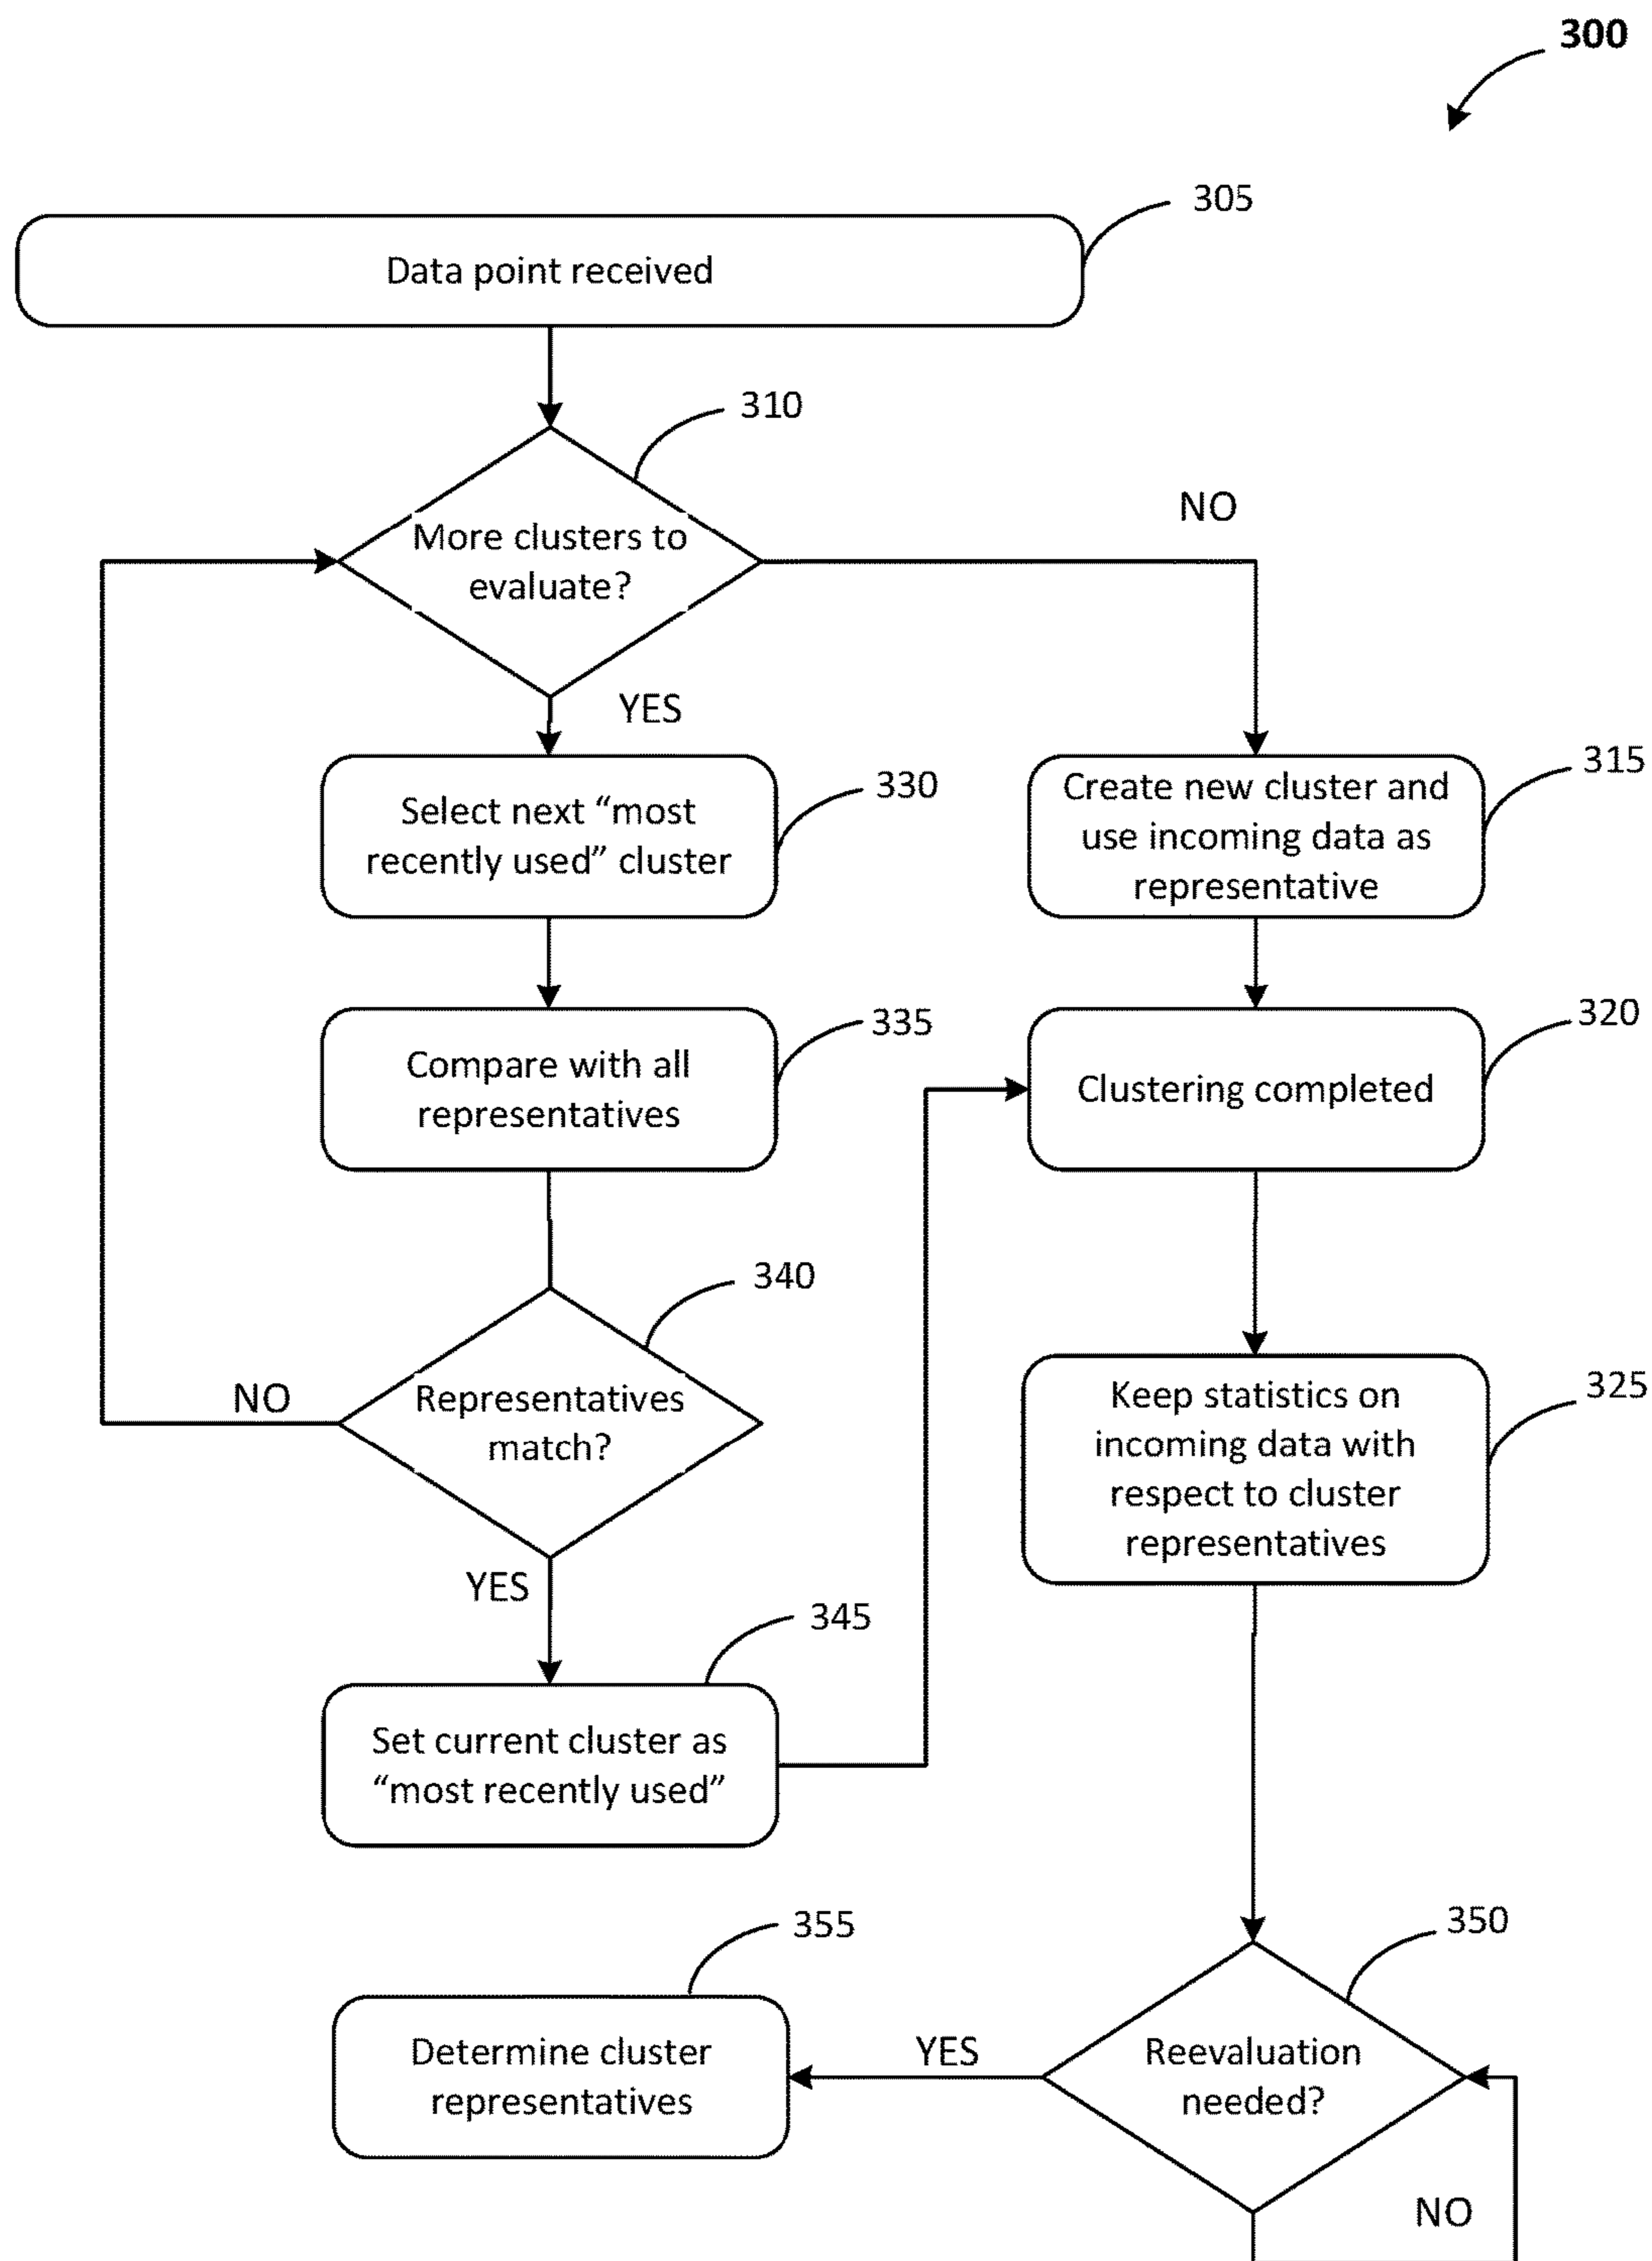 300
305
Data point received
310
More clusters to
evaluate?
NO
YES
330
Select next “most
recently used” cluster
315
Create new cluster and
use incoming data as
representative
335
Compare with all
representatives
320
Clustering completed
340
Representatives
match?
NO
YES
325
Keep statistics on
incoming data with
respect to cluster
representatives
345
Set current cluster as
“most recently used”
355
Determine cluster
representatives
YES
350
Reevaluation
needed?
NO